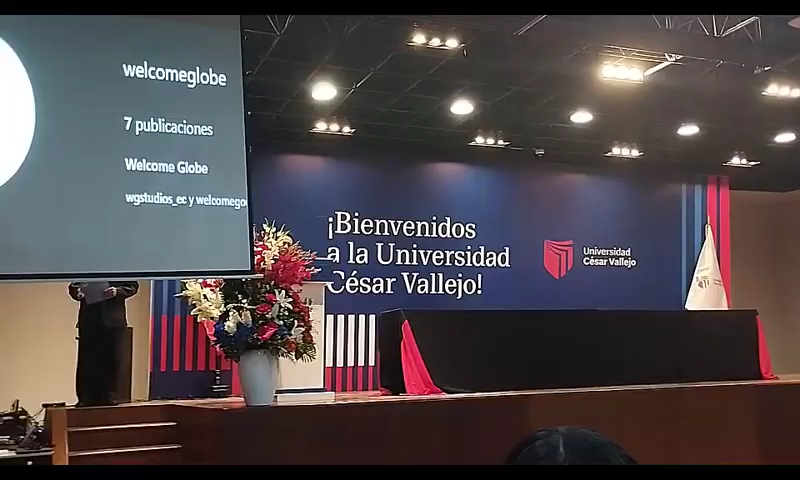 welcomeglobe
7 publicaciones
Welcome Globe
wgstudios_ec y welcomego
¡Bienvenidos
a la Universidad
César Vallejo!
Universidad
César Vallejo